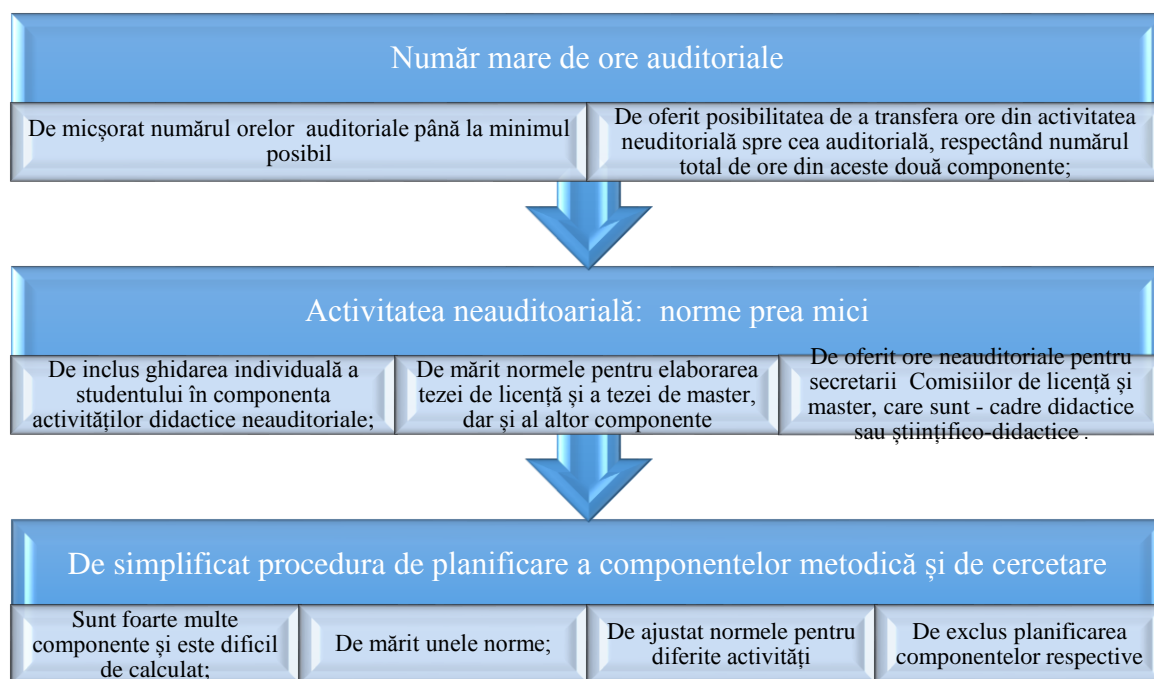 Număr mare de ore auditoriale
De micșorat numărul orelor auditoriale până la minimul
posibil
De oferit posibilitatea de a transfera ore din activitatea
neuditorială spre cea auditorială, respectând numărul
total de ore din aceste două componente;
Activitatea neauditoarială: norme prea mici
De inclus ghidarea individuală a
studentului în componenta
activităților didactice neauditoriale;
De mărit normele pentru elaborarea
tezei de licență și a tezei de master,
dar și al altor componente
De oferit ore neauditoriale pentru
secretarii Comisiilor de licență și
master, care sunt - cadre didactice
sau științifico-didactice .
De simplificat procedura de planificare a componentelor metodică și de cercetare
Sunt foarte multe
componente și este dificil
de calculat;
De mărit unele norme;
De ajustat normele pentru
diferite activități
De exclus planificarea
componentelor respective